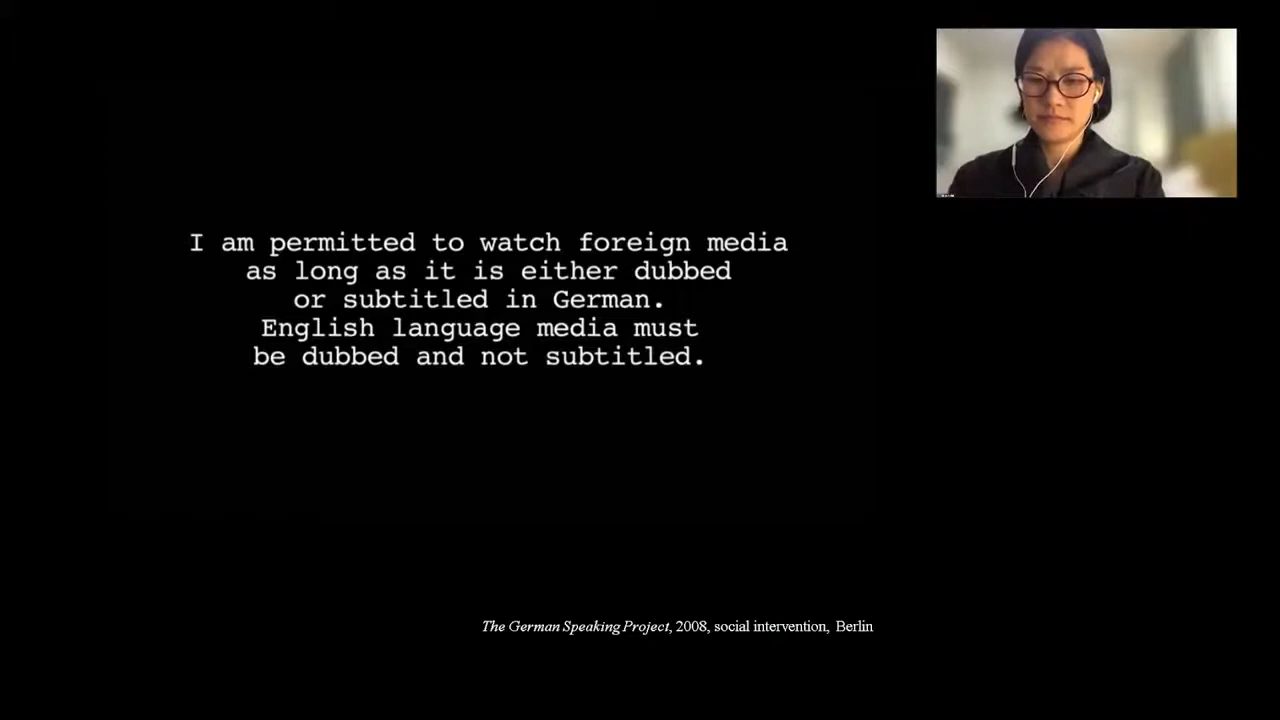 I am permitted to watch foreign media
as long as it is either dubbed
or subtitled in German.
English language media must
be dubbed and not subtitled.
The German Speaking Project, 2008, social intervention, Berlin